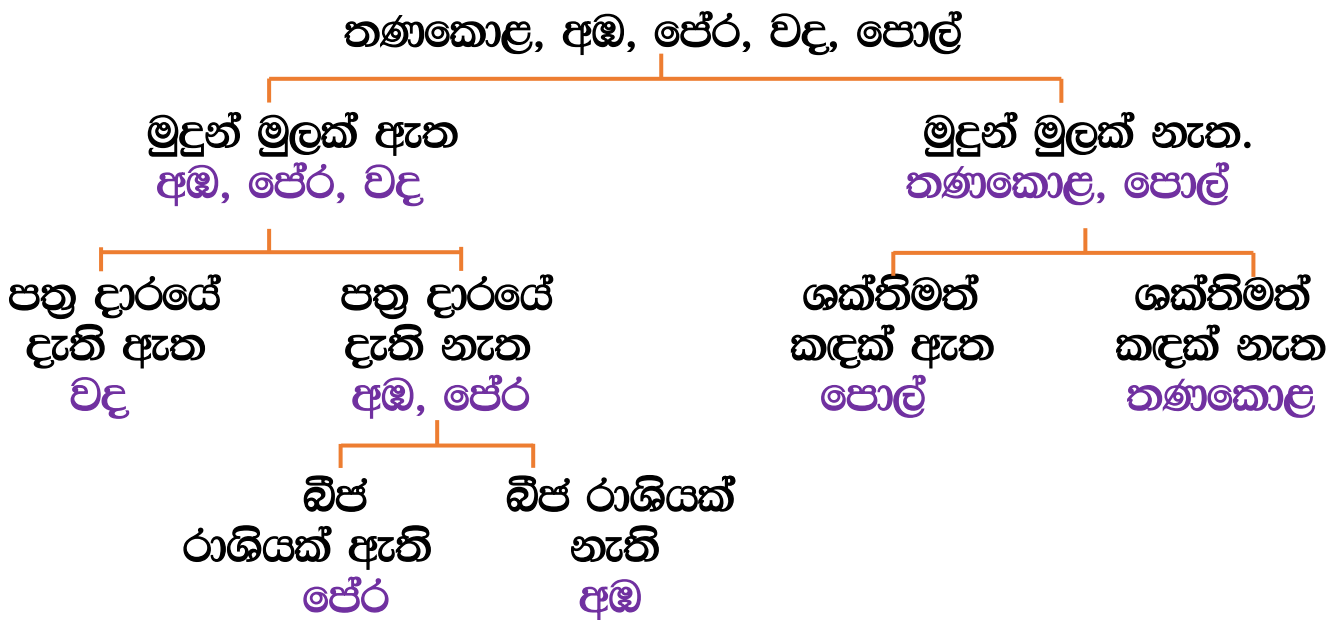 තණකොළ, අඹ, පේර, වද, පොල්
මුදුන් මුලක් ඇත
අඹ, පේර, වද
මුදුන් මුලක් නැත.
තණකොළ, පොල්
පත්‍ර දාරයේ
දැති ඇත
වද
පත්‍ර දාරයේ
දැති නැත
අඹ, පේර
ශක්තිමත්
කඳක් ඇත
පොල්
ශක්තිමත්
කඳක් නැත
තණකොළ
බීජ
රාශියක් ඇති
පේර
බීජ රාශියක්
නැති
අඹ